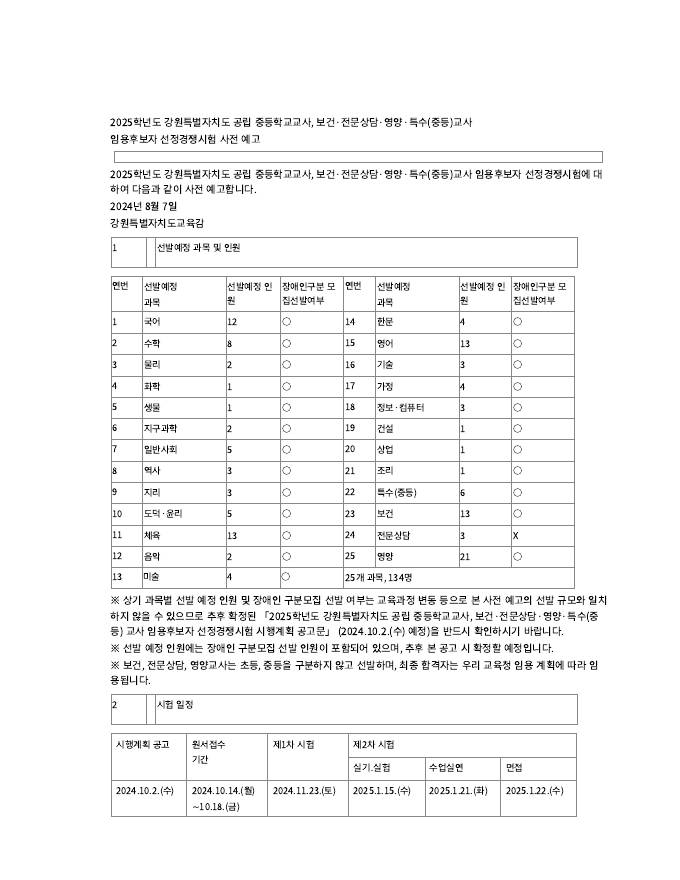 2025학년도 강원특별자치도 공립 중등학교교사, 보건·전문상담·영양·특수(중등)교사
임용후보자 선정경쟁시험 사전 예고
2025학년도 강원특별자치도 공립 중등학교교사, 보건·전문상담·영양·특수(중등)교사 임용후보자 선정경쟁시험에 대
하여 다음과 같이 사전 예고합니다.
2024년 8월 7일
강원특별자치도교육감
1 선발예정 과목 및 인원
연번 선발예정 과목 선발예정 인원 장애인구분 모집선발여부 연번 선발예정 과목 선발예정 인원 장애인구분 모집선발여부
1 국어 12 ○ 14 한문 4 ○
2 수학 8 ○ 15 영어 13 ○
3 물리 2 ○ 16 기술 3 ○
4 화학 1 ○ 17 가정 4 ○
5 생물 1 ○ 18 정보·컴퓨터 3 ○
6 지구과학 2 ○ 19 건설 1 ○
7 일반사회 5 ○ 20 상업 1 ○
8 역사 3 ○ 21 조리 1 ○
9 지리 3 ○ 22 특수(중등) 6 ○
10 도덕·윤리 5 ○ 23 보건 13 ○
11 체육 13 ○ 24 전문상담 3 X
12 음악 2 ○ 25 영양 21 ○
13 미술 4 ○ 25개 과목, 134명
※ 상기 과목별 선발 예정 인원 및 장애인 구분모집 선발 여부는 교육과정 변동 등으로 본 사전 예고의 선발 규모와 일치
하지 않을 수 있으므로 추후 확정된 「2025학년도 강원특별자치도 공립 중등학교교사, 보건·전문상담·영양·특수(중
등) 교사 임용후보자 선정경쟁시험 시행계획 공고문」 (2024.10.2.(수) 예정)을 반드시 확인하시기 바랍니다.
※ 선발 예정 인원에는 장애인 구분모집 선발 인원이 포함되어 있으며, 추후 본 공고 시 확정할 예정입니다.
※ 보건, 전문상담, 영양교사는 초등, 중등을 구분하지 않고 선발하며, 최종 합격자는 우리 교육청 임용 계획에 따라 임
용됩니다.
2 시험 일정
시행계획 공고 원서접수 기간 제1차 시험 제2차 시험
실기.실험 수업실연 면접
2024.10.2.(수) 2024.10.14.(월) ~10.18.(금) 2024.11.23.(토) 2025.1.15.(수) 2025.1.21.(화) 2025.1.22.(수)